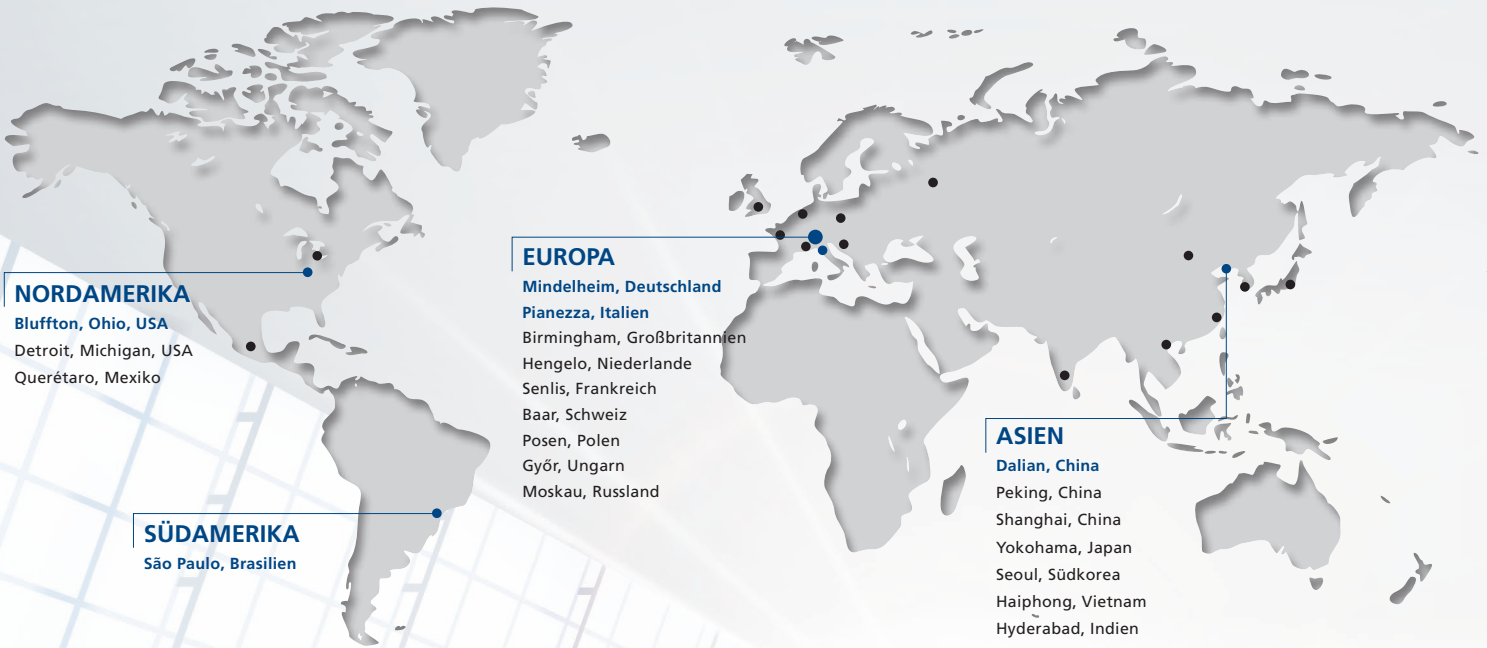 NORDAMERIKA
Bluffton, Ohio, USA
Detroit, Michigan, USA
Querétaro, Mexiko
SÜDAMERIKA
São Paulo, Brasilien
EUROPA
Mindelheim, Deutschland
Pianezza, Italien
Birmingham, Großbritannien
Hengelo, Niederlande
Senlis, Frankreich
Baar, Schweiz
Posen, Polen
Győr, Ungarn
Moskau, Russland
ASIEN
Dalian, China
Peking, China
Shanghai, China
Yokohama, Japan
Seoul, Südkorea
Haiphong, Vietnam
Hyderabad, Indien